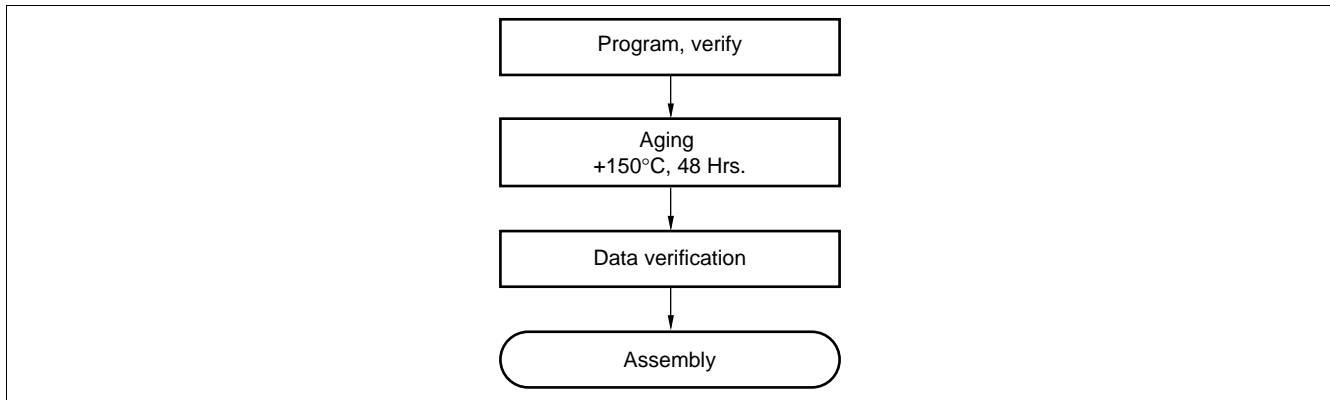 Program, verify
Aging
+150°C, 48 Hrs.
Data verification
Assembly